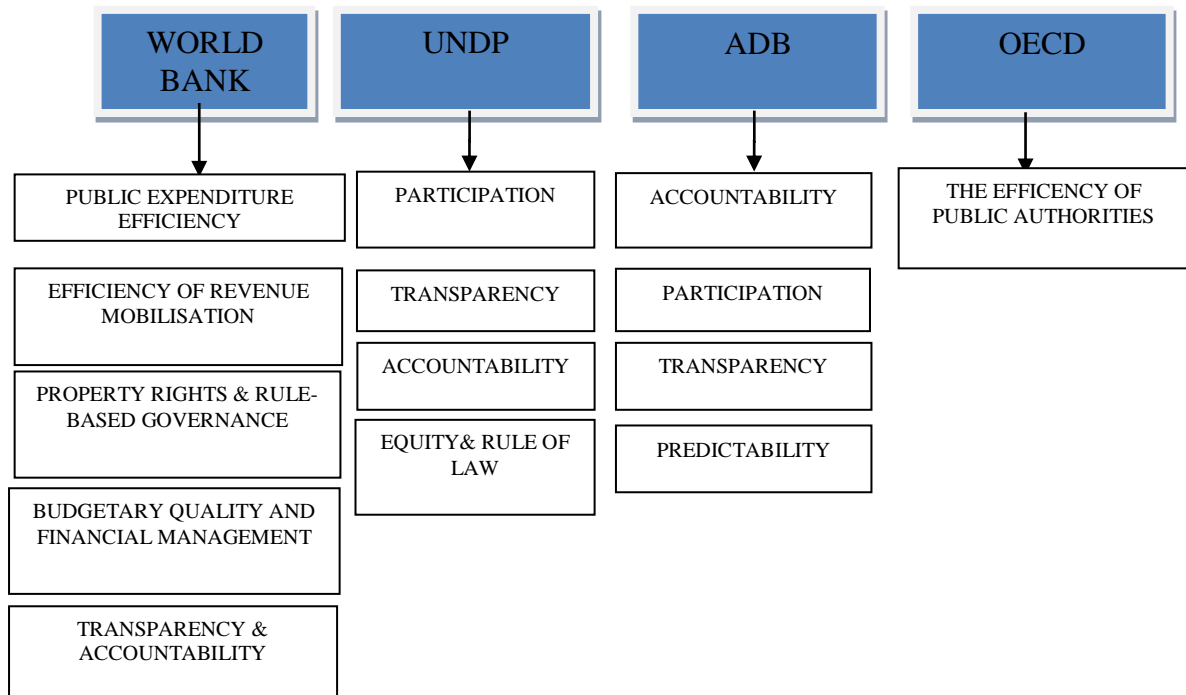 WORLD
BANK
UNDP
ADB
OECD
PUBLIC EXPENDITURE
EFFICIENCY
PARTICIPATION
ACCOUNTABILITY
THE EFFICENCY OF
PUBLIC AUTHORITIES
EFFICIENCY OF REVENUE
MOBILISATION
TRANSPARENCY
PARTICIPATION
PROPERTY RIGHTS & RULE-
BASED GOVERNANCE
ACCOUNTABILITY
TRANSPARENCY
EQUITY& RULE OF
LAW
PREDICTABILITY
BUDGETARY QUALITY AND
FINANCIAL MANAGEMENT
TRANSPARENCY &
ACCOUNTABILITY